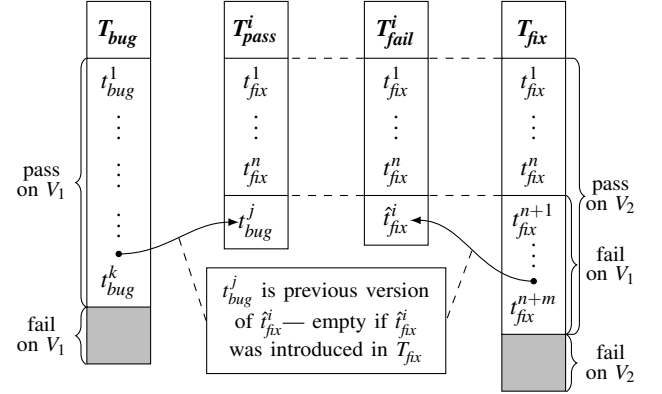 T_bug T^i_pass T^i_fail T_fix
t^1_bug t^1_fix t^1_fix t^1_fix
t^n_fix t^n_fix t^n_fix
pass
on V_1
pass
on V_2
t^j_bug t̂^i_fix t^{n+1}_fix
fail
on V_1
t^k_bug
t^{n+m}_fix
t^j_bug is previous version
of t̂^i_fix— empty if t̂^i_fix
was introduced in T_fix
fail
on V_1
fail
on V_2